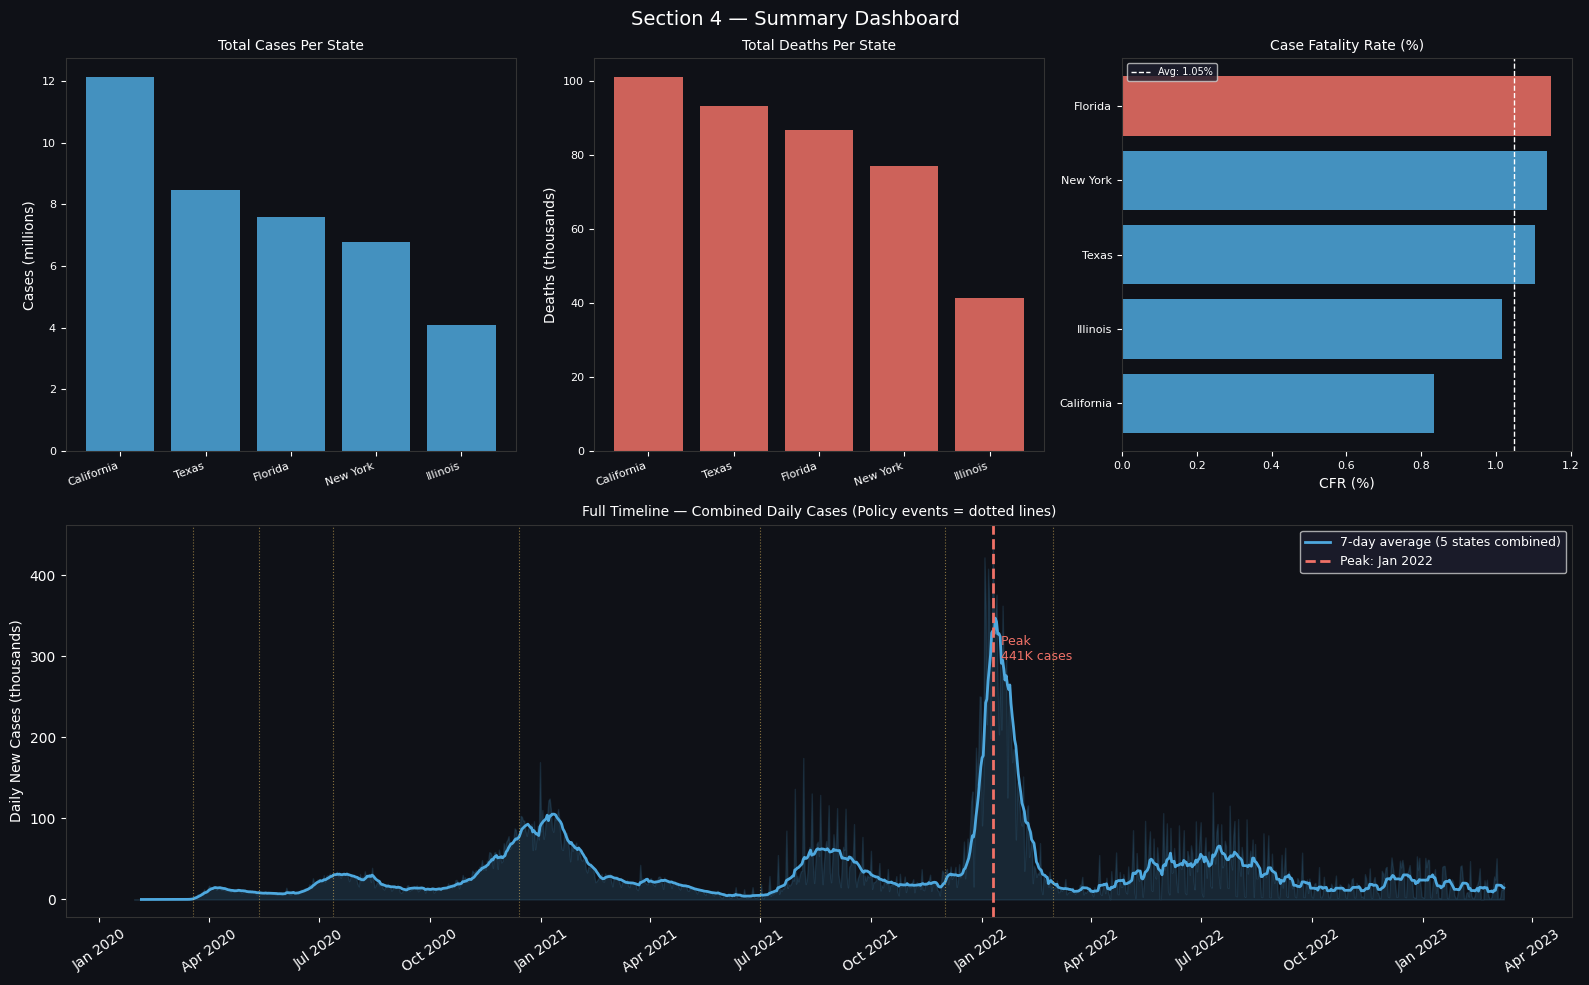 Section 4 — Summary Dashboard
Total Cases Per State
Cases (millions)
12
10
8
6
4
2
0
California
Texas
Florida
New York
Illinois
Total Deaths Per State
Deaths (thousands)
100
80
60
40
20
0
California
Texas
Florida
New York
Illinois
Case Fatality Rate (%)
Avg: 1.05%
Florida
New York
Texas
Illinois
California
0.0
0.2
0.4
0.6
0.8
1.0
1.2
CFR (%)
Full Timeline — Combined Daily Cases (Policy events = dotted lines)
7-day average (5 states combined)
Peak: Jan 2022
Daily New Cases (thousands)
400
300
200
100
0
Peak
441K cases
Jan 2020
Apr 2020
Jul 2020
Oct 2020
Jan 2021
Apr 2021
Jul 2021
Oct 2021
Jan 2022
Apr 2022
Jul 2022
Oct 2022
Jan 2023
Apr 2023